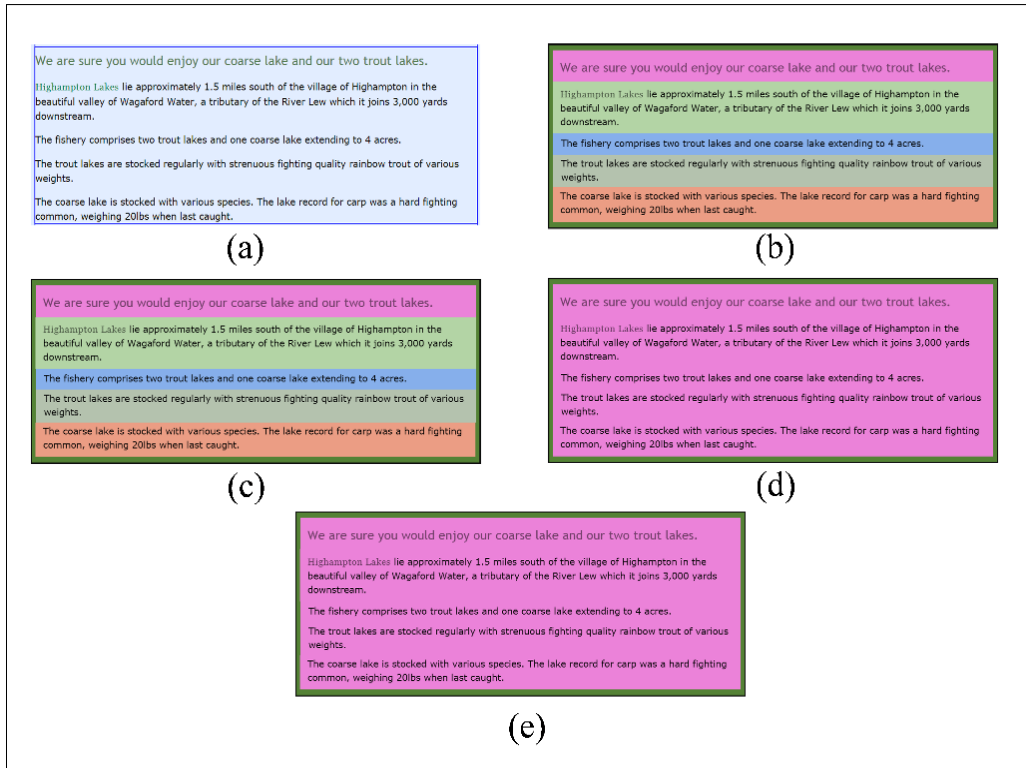 We are sure you would enjoy our coarse lake and our two trout lakes.
Highampton Lakes lie approximately 1.5 miles south of the village of Highampton in the
beautiful valley of Wagaford Water, a tributary of the River Lew which it joins 3,000 yards
downstream.
The fishery comprises two trout lakes and one coarse lake extending to 4 acres.
The trout lakes are stocked regularly with strenuous fighting quality rainbow trout of various
weights.
The coarse lake is stocked with various species. The lake record for carp was a hard fighting
common, weighing 20lbs when last caught.
(a)
We are sure you would enjoy our coarse lake and our two trout lakes.
Highampton Lakes lie approximately 1.5 miles south of the village of Highampton in the
beautiful valley of Wagaford Water, a tributary of the River Lew which it joins 3,000 yards
downstream.
The fishery comprises two trout lakes and one coarse lake extending to 4 acres.
The trout lakes are stocked regularly with strenuous fighting quality rainbow trout of various
weights.
The coarse lake is stocked with various species. The lake record for carp was a hard fighting
common, weighing 20lbs when last caught.
(b)
We are sure you would enjoy our coarse lake and our two trout lakes.
Highampton Lakes lie approximately 1.5 miles south of the village of Highampton in the
beautiful valley of Wagaford Water, a tributary of the River Lew which it joins 3,000 yards
downstream.
The fishery comprises two trout lakes and one coarse lake extending to 4 acres.
The trout lakes are stocked regularly with strenuous fighting quality rainbow trout of various
weights.
The coarse lake is stocked with various species. The lake record for carp was a hard fighting
common, weighing 20lbs when last caught.
(c)
We are sure you would enjoy our coarse lake and our two trout lakes.
Highampton Lakes lie approximately 1.5 miles south of the village of Highampton in the
beautiful valley of Wagaford Water, a tributary of the River Lew which it joins 3,000 yards
downstream.
The fishery comprises two trout lakes and one coarse lake extending to 4 acres.
The trout lakes are stocked regularly with strenuous fighting quality rainbow trout of various
weights.
The coarse lake is stocked with various species. The lake record for carp was a hard fighting
common, weighing 20lbs when last caught.
(d)
We are sure you would enjoy our coarse lake and our two trout lakes.
Highampton Lakes lie approximately 1.5 miles south of the village of Highampton in the
beautiful valley of Wagaford Water, a tributary of the River Lew which it joins 3,000 yards
downstream.
The fishery comprises two trout lakes and one coarse lake extending to 4 acres.
The trout lakes are stocked regularly with strenuous fighting quality rainbow trout of various
weights.
The coarse lake is stocked with various species. The lake record for carp was a hard fighting
common, weighing 20lbs when last caught.
(e)